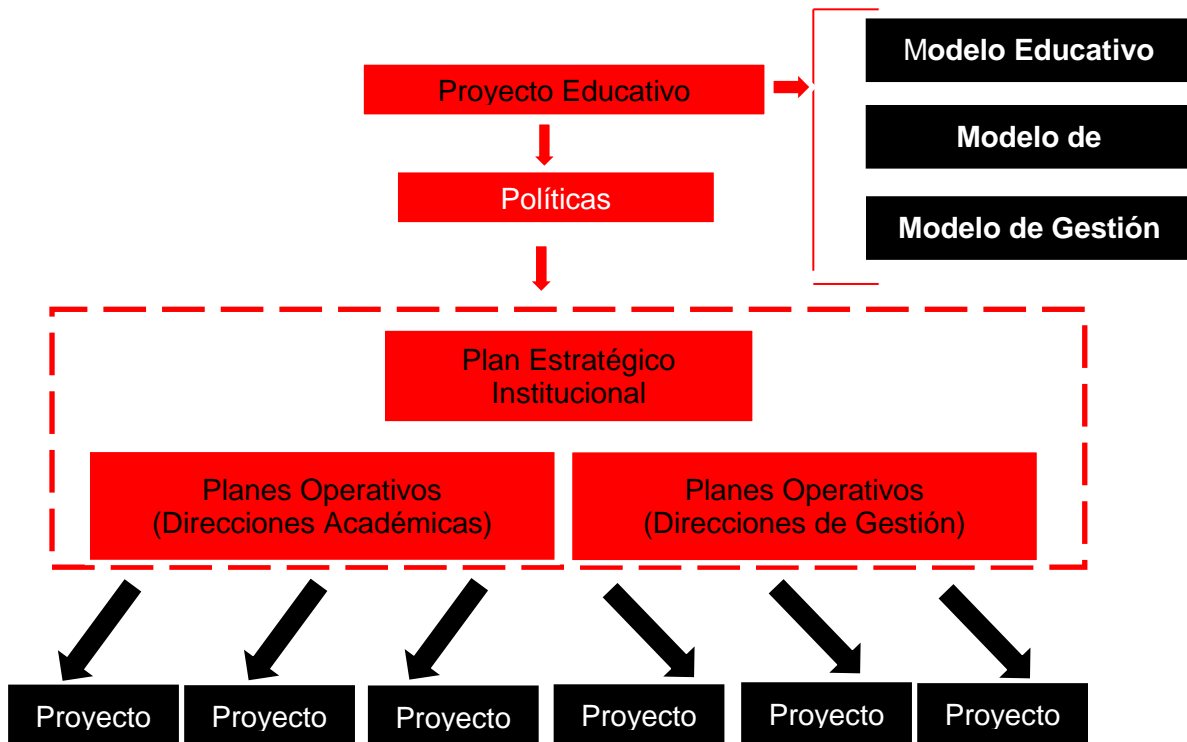 Modelo Educativo
Proyecto Educativo
Modelo de
Políticas
Modelo de Gestión
Plan Estratégico
Institucional
Planes Operativos
(Direcciones Académicas)
Planes Operativos
(Direcciones de Gestión)
Proyecto
Proyecto
Proyecto
Proyecto
Proyecto
Proyecto